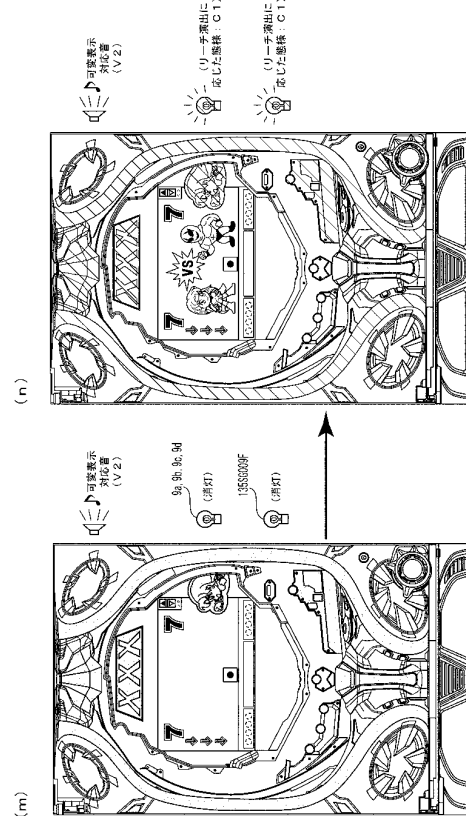 (m)
♪可変表示
対応音
(V2)
9a, 9b, 9c, 9d
(消灯)
135SG009F
(消灯)
XXX
7 7
(n)
♪可変表示
対応音
(V2)
(リーチ演出に
応じた態様:C1)
(リーチ演出に
応じた態様:C1)
7 7
VS